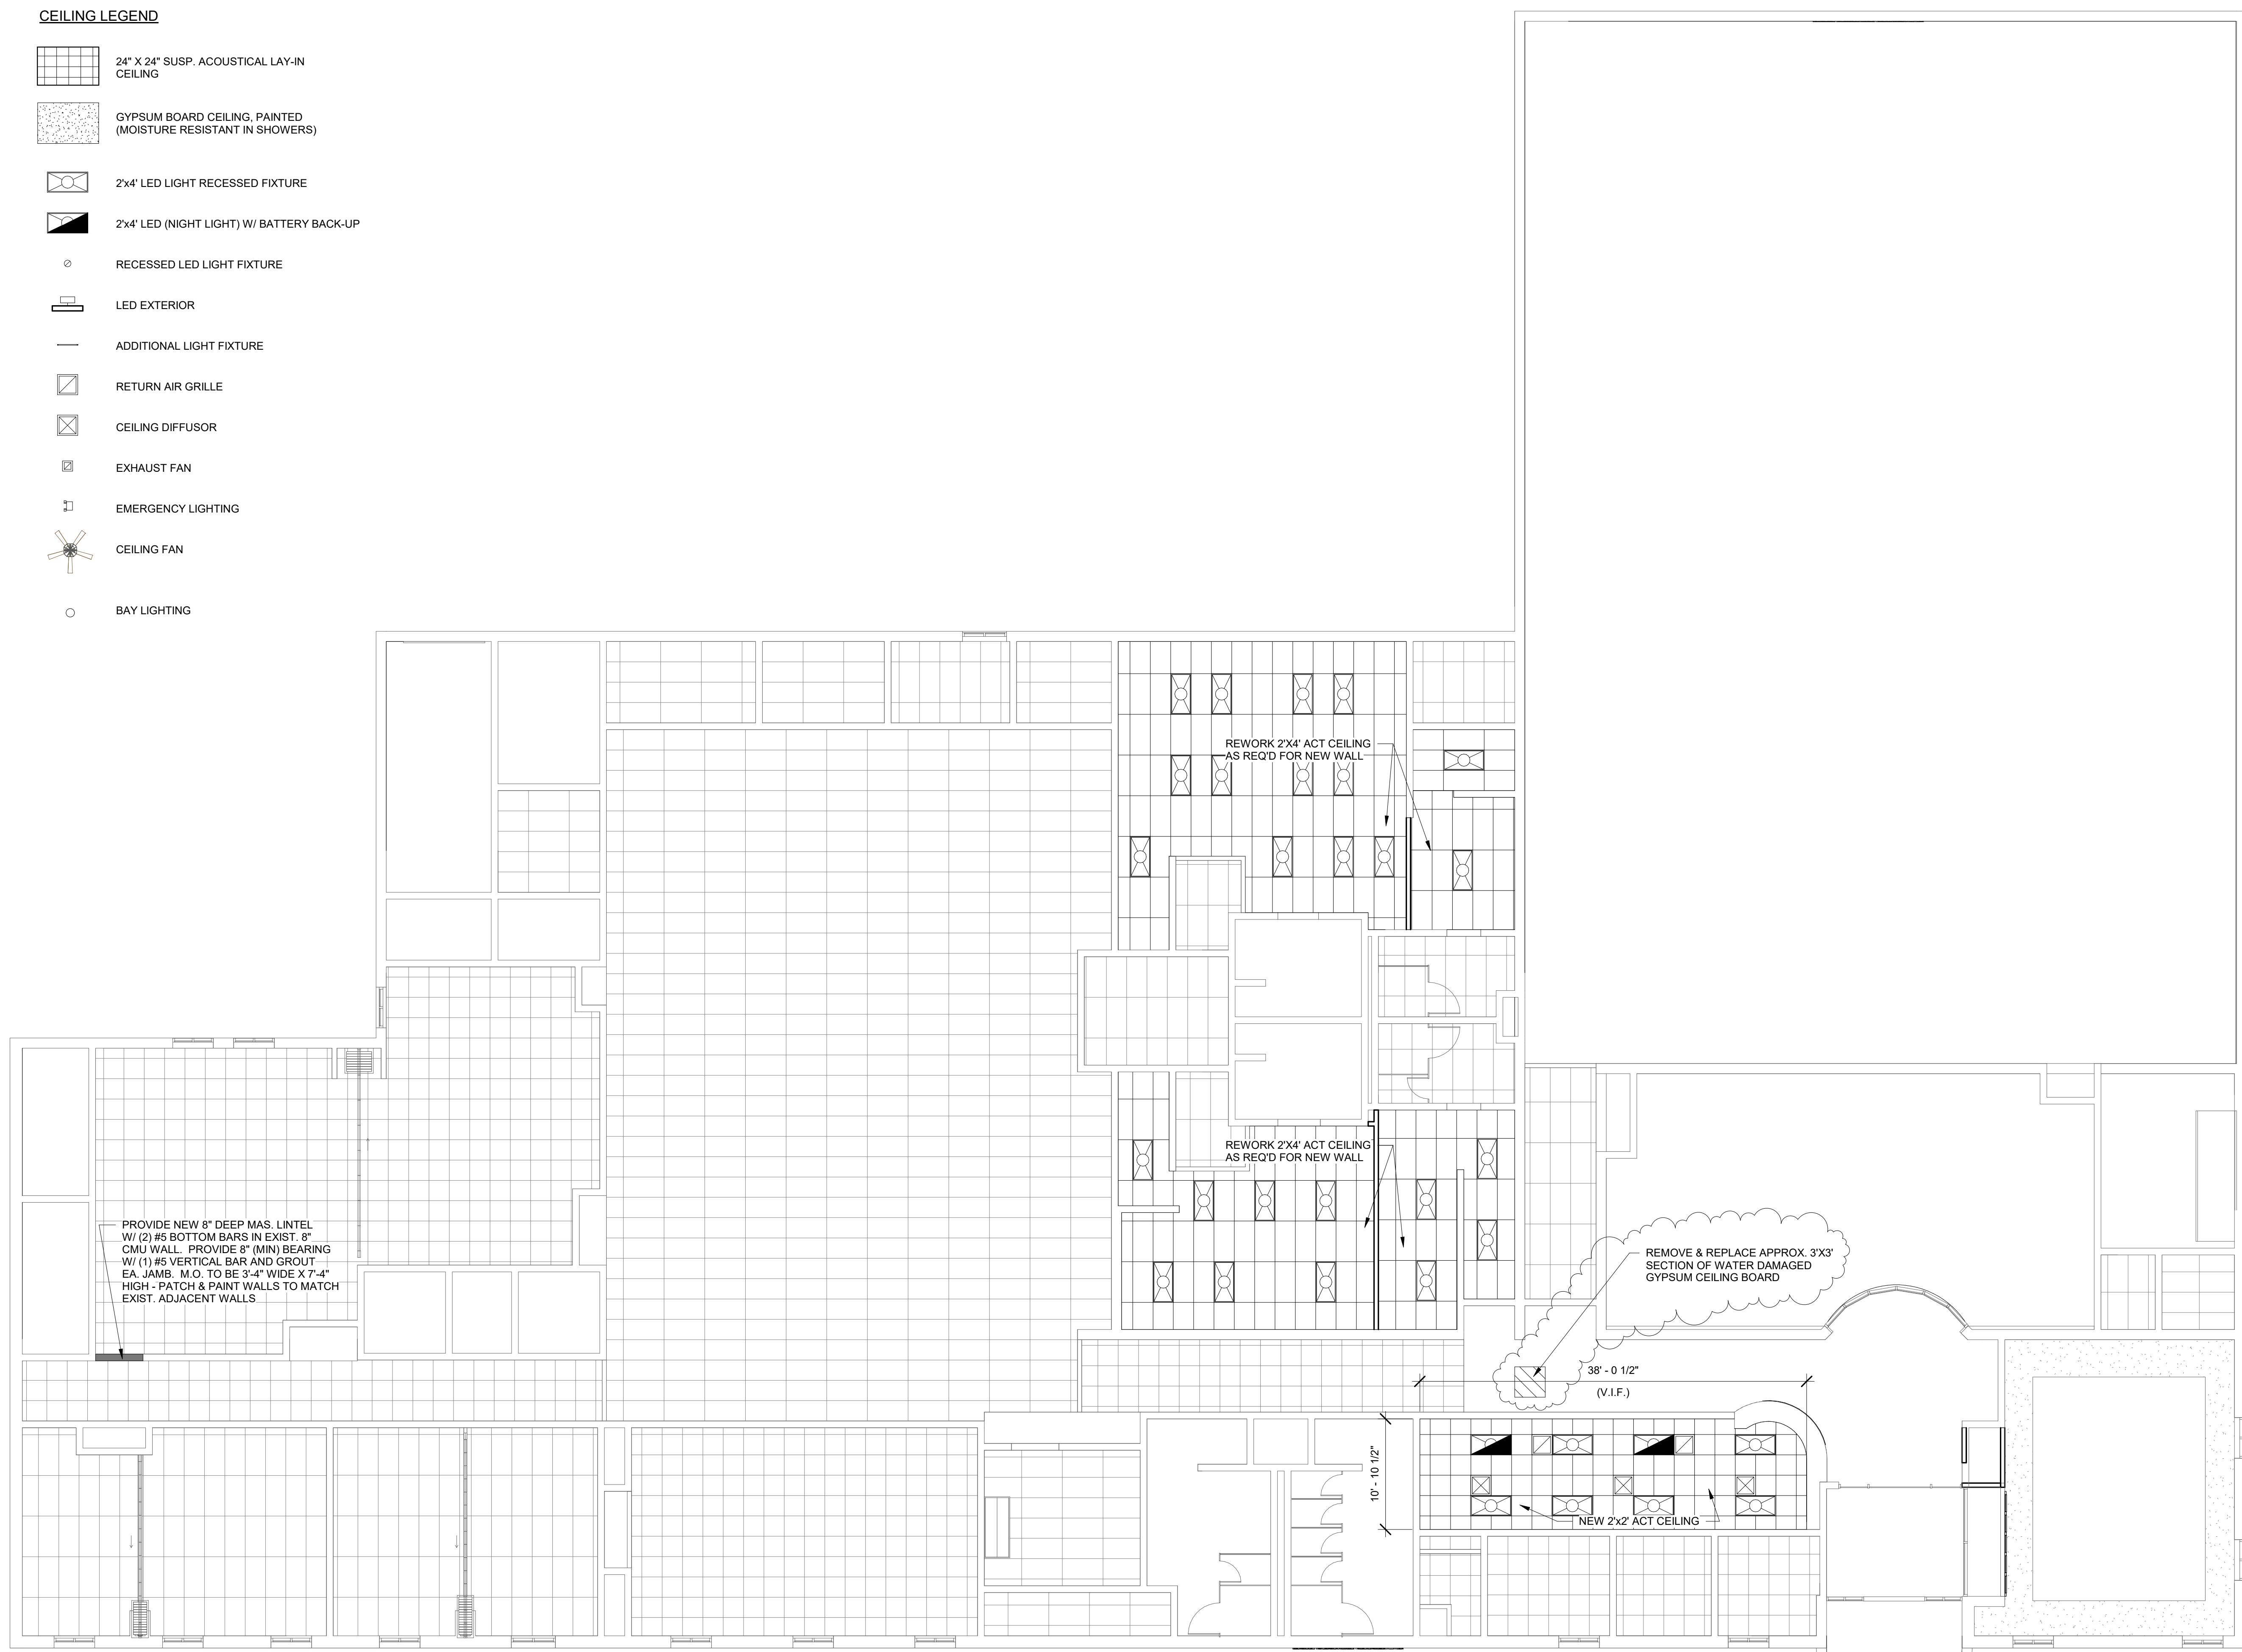 CEILING LEGEND
24" X 24" SUSP. ACOUSTICAL LAY-IN
CEILING
GYPSUM BOARD CEILING, PAINTED
(MOISTURE RESISTANT IN SHOWERS)
2'x4' LED LIGHT RECESSED FIXTURE
2'x4' LED (NIGHT LIGHT) W/ BATTERY BACK-UP
RECESSED LED LIGHT FIXTURE
LED EXTERIOR
ADDITIONAL LIGHT FIXTURE
RETURN AIR GRILLE
CEILING DIFFUSOR
EXHAUST FAN
EMERGENCY LIGHTING
CEILING FAN
BAY LIGHTING
REWORK 2'X4' ACT CEILING
AS REQ'D FOR NEW WALL
REWORK 2'X4' ACT CEILING
AS REQ'D FOR NEW WALL
PROVIDE NEW 8" DEEP MAS. LINTEL
W/ (2) #5 BOTTOM BARS IN EXIST. 8"
CMU WALL.  PROVIDE 8" (MIN) BEARING
W/ (1) #5 VERTICAL BAR AND GROUT
EA. JAMB.  M.O. TO BE 3'-4" WIDE X 7'-4"
HIGH - PATCH & PAINT WALLS TO MATCH
EXIST. ADJACENT WALLS
REMOVE & REPLACE APPROX. 3'X3'
SECTION OF WATER DAMAGED
GYPSUM CEILING BOARD
38' - 0 1/2"
(V.I.F.)
10' - 10 1/2"
NEW 2'x2' ACT CEILING